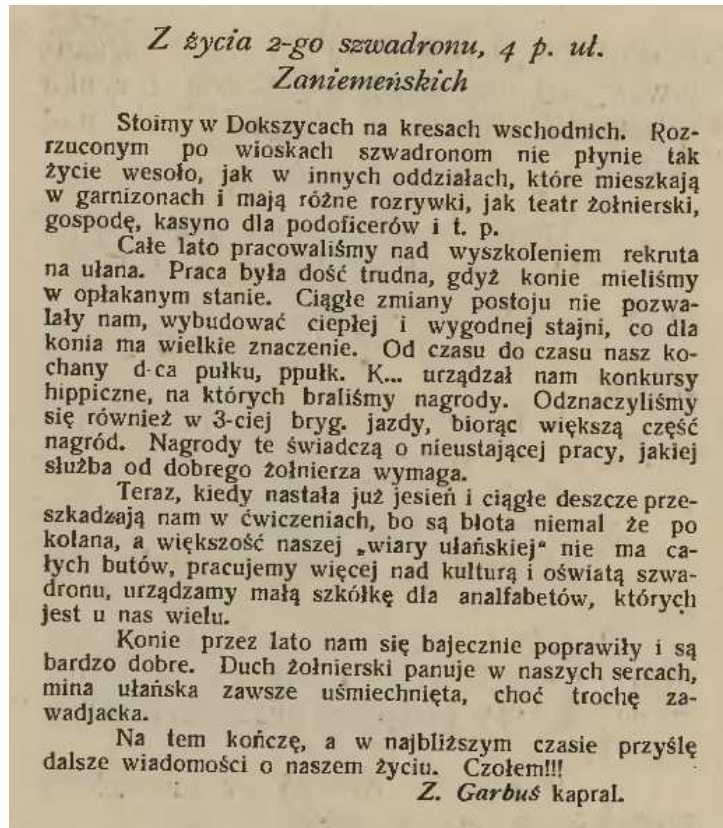 Z życia 2-go szwadronu, 4 p. uł.
Zaniemeńskich
Stoimy w Dokszycach na kresach wschodnich. Roz-
rzuconym po wioskach szwadronom nie płynie tak
życie wesoło, jak w innych oddziałach, które mieszkają
w garnizonach i mają różne rozrywki, jak teatr żołnierski,
gospodę, kasyno dla podoficerów i t. p.
Całe lato pracowaliśmy nad wyszkoleniem rekruta
na ułana. Praca była dość trudna, gdyż konie mieliśmy
w opłakanym stanie. Ciągłe zmiany postoju nie pozwa-
lały nam, wybudować ciepłej i wygodnej stajni, co dla
konia ma wielkie znaczenie. Od czasu do czasu nasz ko-
chany d-ca pułku, ppułk. K... urządzał nam konkursy
hippiczne, na których braliśmy nagrody. Odznaczyliśmy
się również w 3-ciej bryg. jazdy, biorąc większą część
nagród. Nagrody te świadczą o nieustającej pracy, jakiej
służba od dobrego żołnierza wymaga.
Teraz, kiedy nastała już jesień i ciągłe deszcze prze-
szkadzają nam w ćwiczeniach, bo są błota niemal że po
kolana, a większość naszej „wiary ułańskiej“ nie ma ca-
łych butów, pracujemy więcej nad kulturą i oświatą szwa-
dronu, urządzamy małą szkółkę dla analfabetów, których
jest u nas wielu.
Konie przez lato nam się bajecznie poprawiły i są
bardzo dobre. Duch żołnierski panuje w naszych sercach,
mina ułańska zawsze uśmiechnięta, choć trochę za-
wadjacka.
Na tem kończę, a w najbliższym czasie przyślę
dalsze wiadomości o naszem życiu. Czołem!!!
Z. Garbuś kapral.